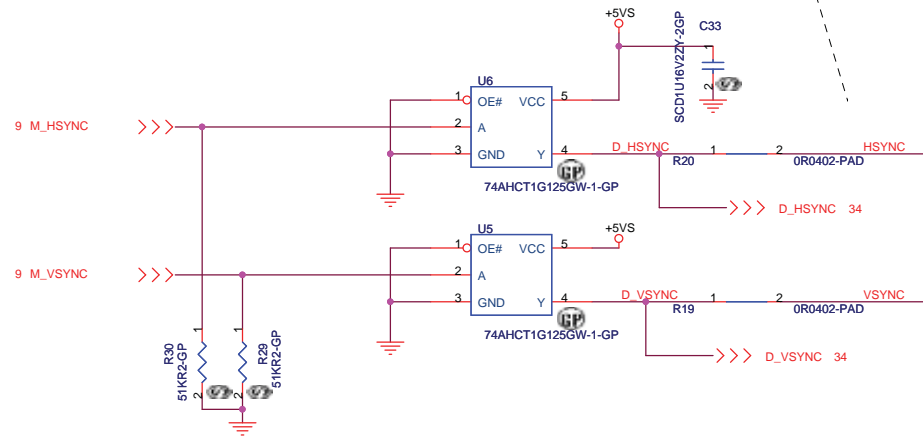 +5VS
C33
SCD1U16V2ZY-2GP
1
2
U6
1 OE# VCC 5
9 M_HSYNC
2 A
3 GND Y 4
D_HSYNC
R20
1
2
0R0402-PAD
HSYNC
GP
74AHCT1G125GW-1-GP
D_HSYNC 34
U5
+5VS
1 OE# VCC 5
9 M_VSYNC
2 A
3 GND Y 4
D_VSYNC
R19
1
2
0R0402-PAD
VSYNC
GP
74AHCT1G125GW-1-GP
D_VSYNC 34
1
R30
51KR2-GP
2
1
R29
51KR2-GP
2